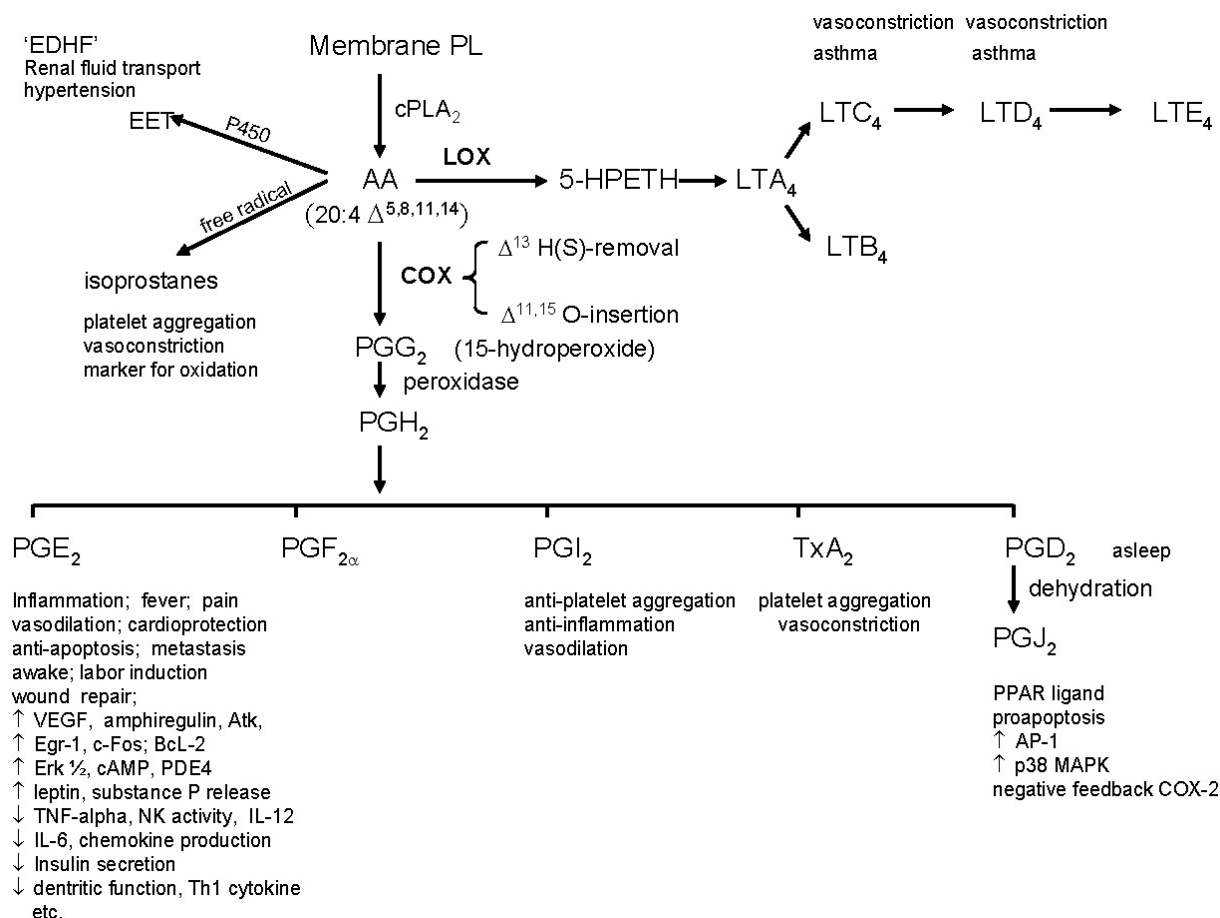 'EDHF'
Renal fluid transport
hypertension
EET
P450
Membrane PL
cPLA₂
AA
(20:4 Δ⁵,⁸,¹¹,¹⁴)
LOX
5-HPETH
LTA₄
vasoconstriction
asthma
LTC₄
vasoconstriction
asthma
LTD₄
LTE₄
LTB₄
free radical
isoprostanes
platelet aggregation
vasoconstriction
marker for oxidation
COX
Δ¹³ H(S)-removal
Δ¹¹,¹⁵ O-insertion
PGG₂ (15-hydroperoxide)
peroxidase
PGH₂
PGE₂
Inflammation; fever; pain
vasodilation; cardioprotection
anti-apoptosis; metastasis
awake; labor induction
wound repair;
↑ VEGF, amphiregulin, Atk,
↑ Egr-1, c-Fos; BcL-2
↑ Erk ½, cAMP, PDE4
↑ leptin, substance P release
↓ TNF-alpha, NK activity, IL-12
↓ IL-6, chemokine production
↓ Insulin secretion
↓ dentritic function, Th1 cytokine
etc.
PGF₂α
PGI₂
anti-platelet aggregation
anti-inflammation
vasodilation
TxA₂
platelet aggregation
vasoconstriction
PGD₂ asleep
dehydration
PGJ₂
PPAR ligand
proapoptosis
↑ AP-1
↑ p38 MAPK
negative feedback COX-2